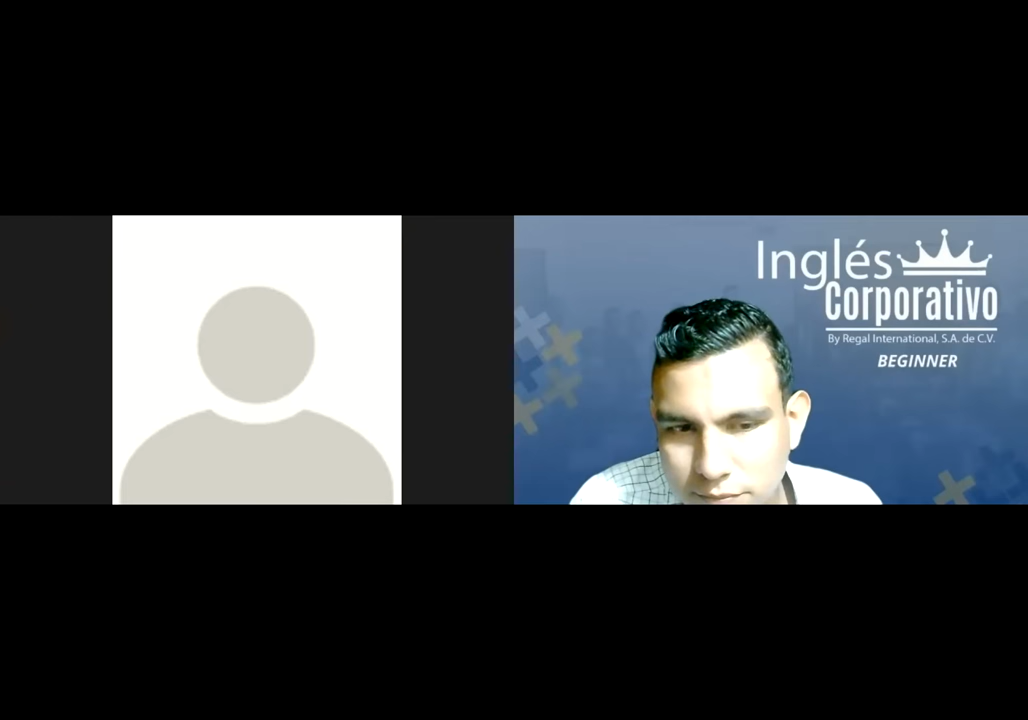 Inglés
Corporativo
By Regal International, S.A. de C.V.
BEGINNER